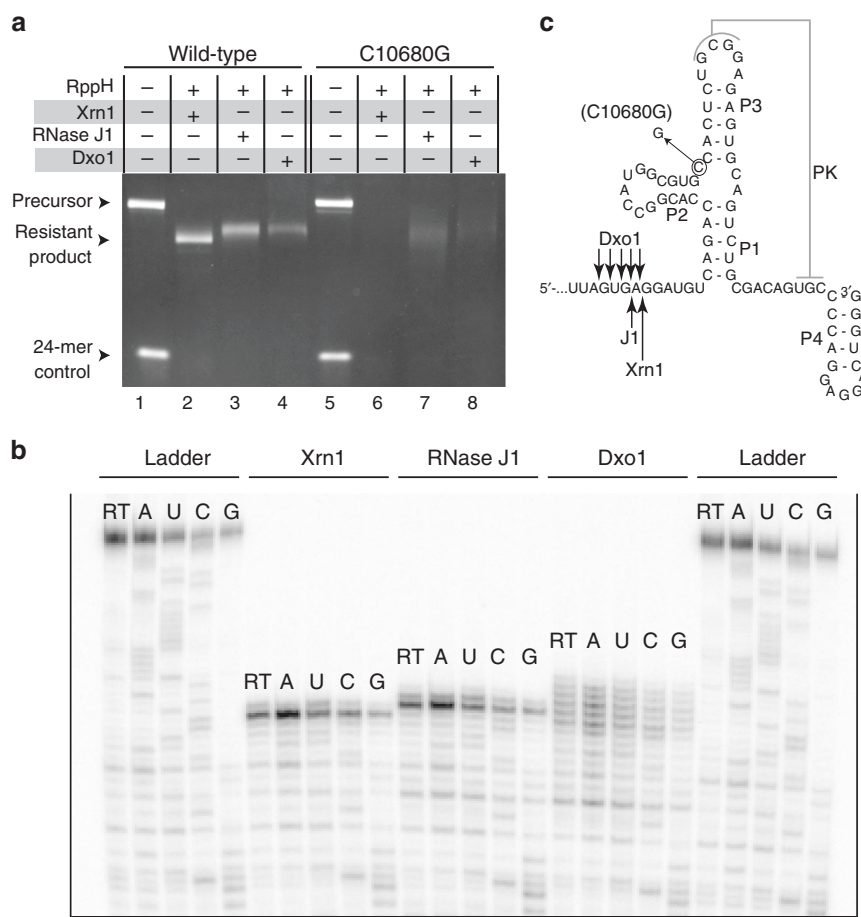 a
Wild-type C10680G
RppH – + + + – + + +
Xrn1 – + – +
RNase J1 – + – +
Dxo1 – + – +
Precursor
Resistant
product
24-mer
control
1 2 3 4 5 6 7 8
c
(C10680G)
G
C
P3
PK
P2
P1
Dxo1
5′-...UUAGUGAGGAUGU
CGACAGUGC
3′
J1
Xrn1
P4
b
Ladder Xrn1 RNase J1 Dxo1 Ladder
RT A U C G
RT A U C G
RT A U C G
RT A U C G
RT A U C G